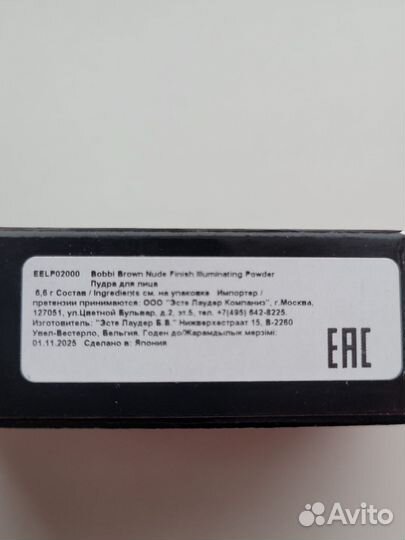 EELP02000 Bobbi Brown Nude Finish Illuminating Powder
Пудра для лица
6,6 г Состав / Ingredients см. на упаковке Импортер /
претензии принимаются: ООО "Эсте Лаудер Компаниз", г.Москва,
127051, ул.Цветной Бульвар, д.2, эт.5, тел. +7(495) 642-8225.
Изготовитель: "Эсте Лаудер Б.В." Нижверхестраат 15, B-2260
Увел-Вестерло, Бельгия. Годен до/Жарамдылык мерзімі:
01.11.2025 Сделано в: Япония
EAC
Avito